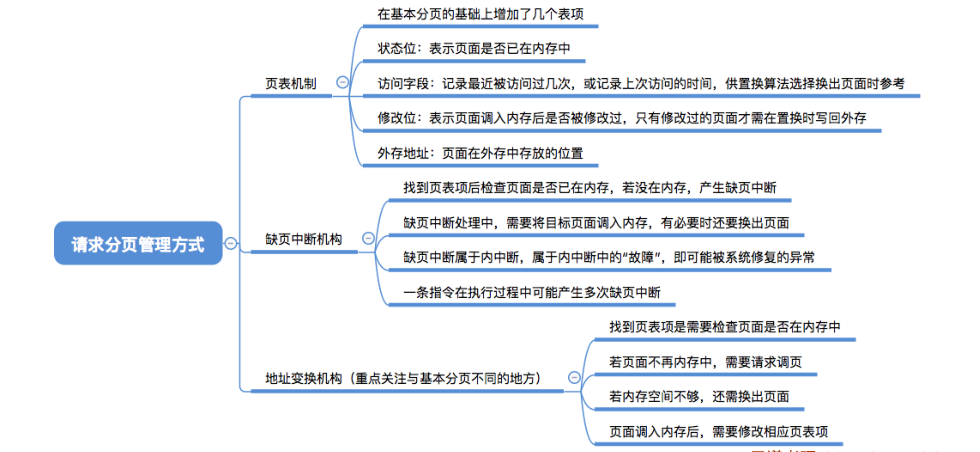 请求分页管理方式
页表机制
在基本分页的基础上增加了几个表项
状态位：表示页面是否已在内存中
访问字段：记录最近被访问过几次，或记录上次访问的时间，供置换算法选择换出页面时参考
修改位：表示页面调入内存后是否被修改过，只有修改过的页面才需在置换时写回外存
外存地址：页面在外存中存放的位置
缺页中断机构
找到页表项后检查页面是否已在内存，若没在内存，产生缺页中断
缺页中断处理中，需要将目标页面调入内存，有必要时还要换出页面
缺页中断属于内中断，属于内中断中的“故障”，即可能被系统修复的异常
一条指令在执行过程中可能产生多次缺页中断
地址变换机构（重点关注与基本分页不同的地方）
找到页表项是需要检查页面是否在内存中
若页面不再内存中，需要请求调页
若内存空间不够，还需换出页面
页面调入内存后，需要修改相应页表项